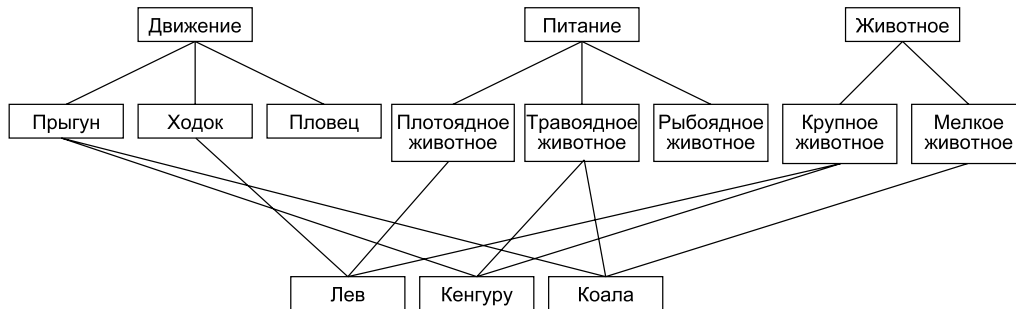 Движение
Питание
Животное
Прыгун
Ходок
Пловец
Плотоядное
животное
Травоядное
животное
Рыбоядное
животное
Крупное
животное
Мелкое
животное
Лев
Кенгуру
Коала